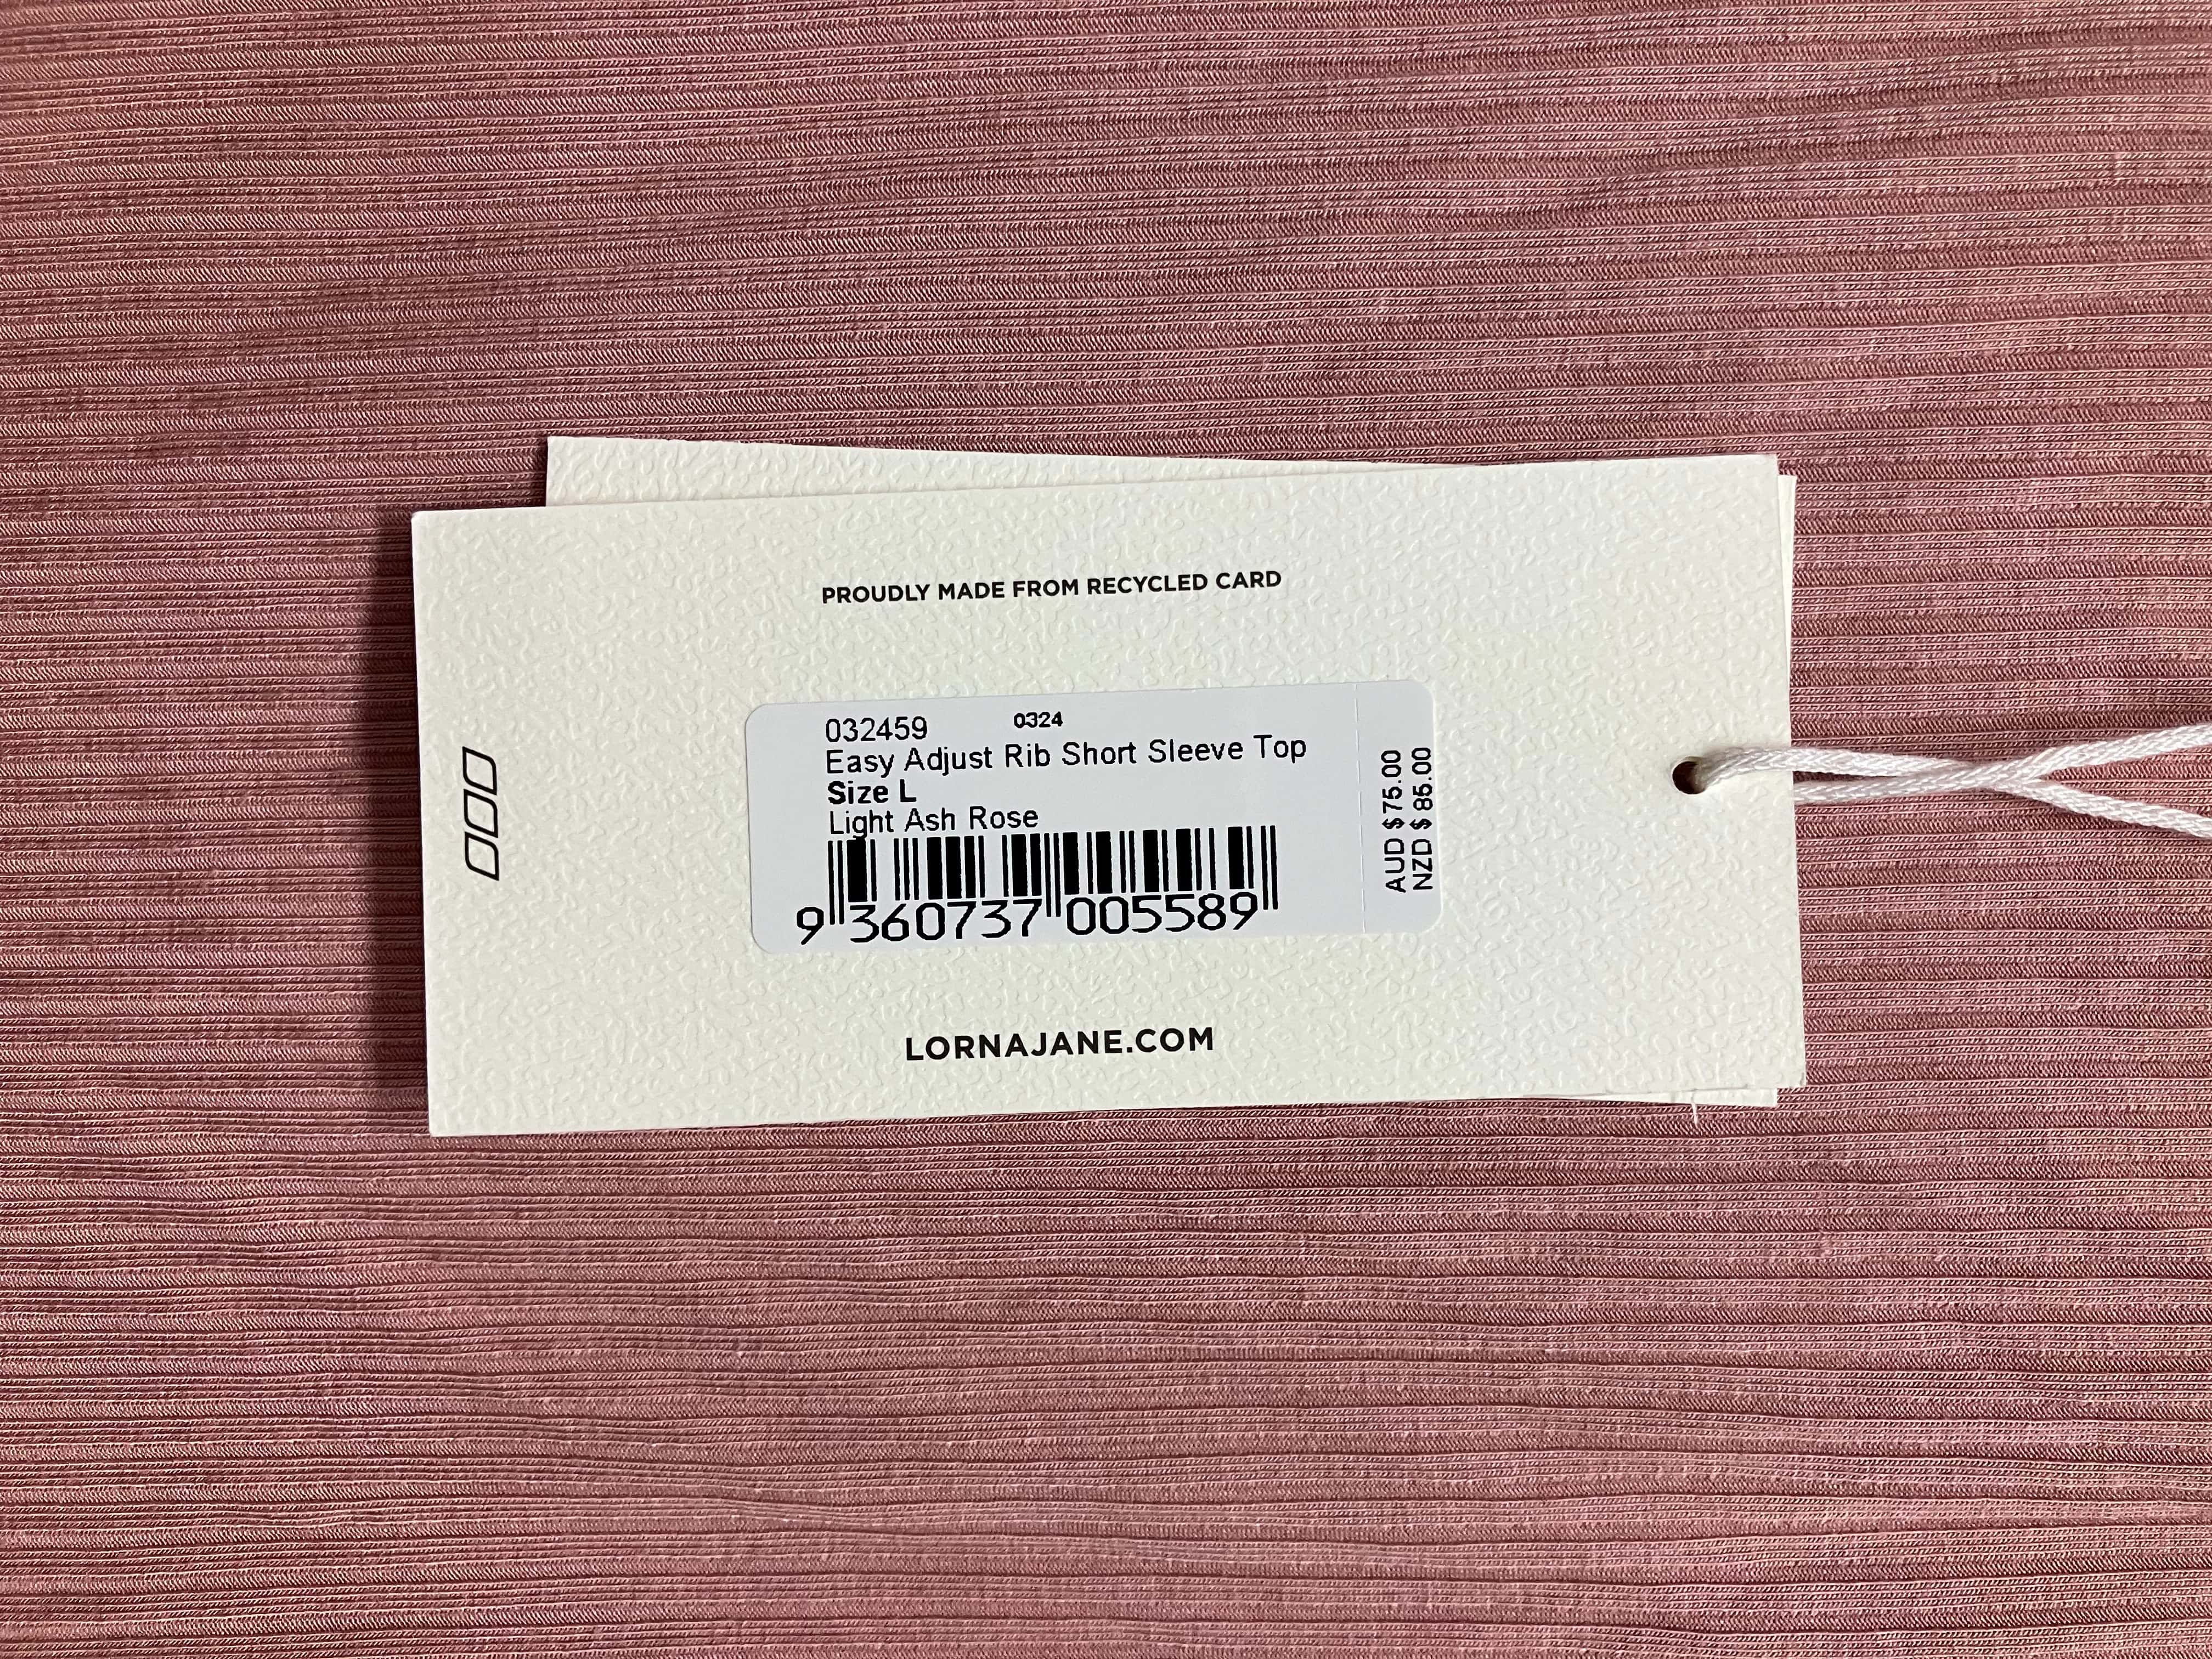 PROUDLY MADE FROM RECYCLED CARD
032459 0324
Easy Adjust Rib Short Sleeve Top
Size L
Light Ash Rose
9 360737 005589
AUD $ 75.00
NZD $ 85.00
LORNAJANE.COM